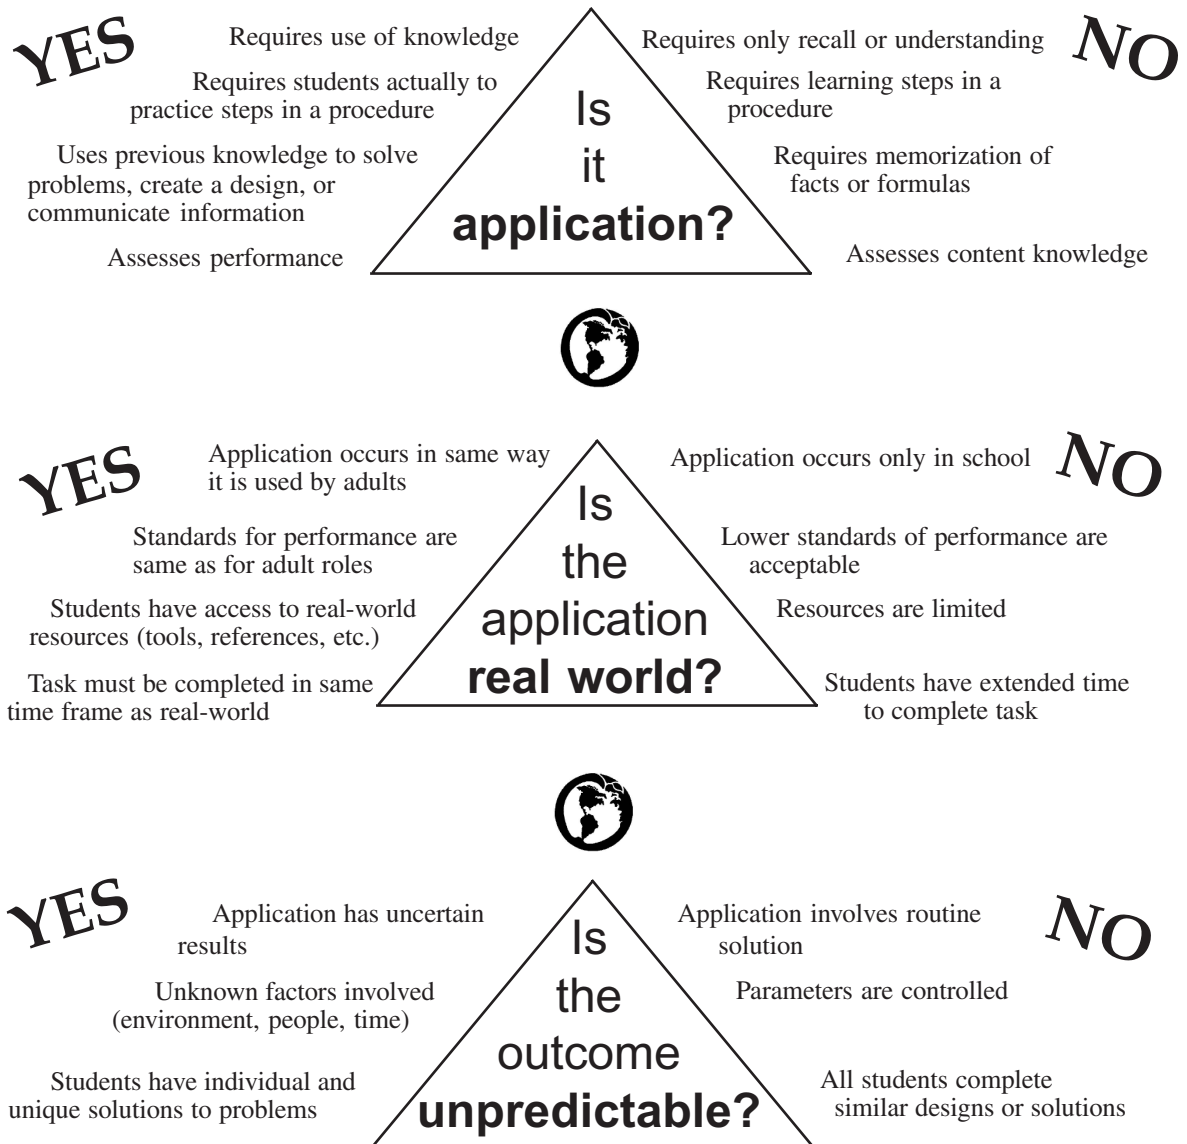 YES
Requires use of knowledge
Requires students actually to
practice steps in a procedure
Uses previous knowledge to solve
problems, create a design, or
communicate information
Assesses performance
Is
it
application?
NO
Requires only recall or understanding
Requires learning steps in a
procedure
Requires memorization of
facts or formulas
Assesses content knowledge
YES
Application occurs in same way
it is used by adults
Standards for performance are
same as for adult roles
Students have access to real-world
resources (tools, references, etc.)
Task must be completed in same
time frame as real-world
Is
the
application
real world?
NO
Application occurs only in school
Lower standards of performance are
acceptable
Resources are limited
Students have extended time
to complete task
YES
Application has uncertain
results
Unknown factors involved
(environment, people, time)
Students have individual and
unique solutions to problems
Is
the
outcome
unpredictable?
NO
Application involves routine
solution
Parameters are controlled
All students complete
similar designs or solutions